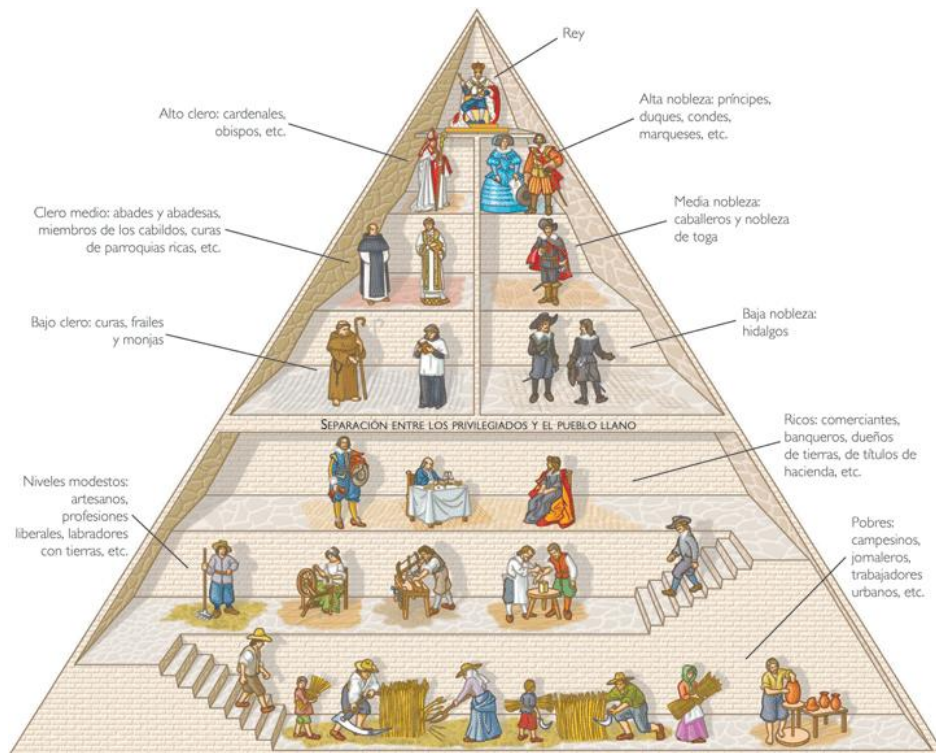 Rey
Alto clero: cardenales,
obispos, etc.
Alta nobleza: príncipes,
duques, condes,
marqueses, etc.
Clero medio: abades y abadesas,
miembros de los cabildos, curas
de parroquias ricas, etc.
Media nobleza:
caballeros y nobleza
de toga
Bajo clero: curas, frailes
y monjas
Baja nobleza:
hidalgos
SEPARACIÓN ENTRE LOS PRIVILEGIADOS Y EL PUEBLO LLANO
Ricos: comerciantes,
banqueros, dueños
de tierras, de títulos de
hacienda, etc.
Niveles modestos:
artesanos,
profesiones
liberales, labradores
con tierras, etc.
Pobres:
campesinos,
jornaleros,
trabajadores
urbanos, etc.